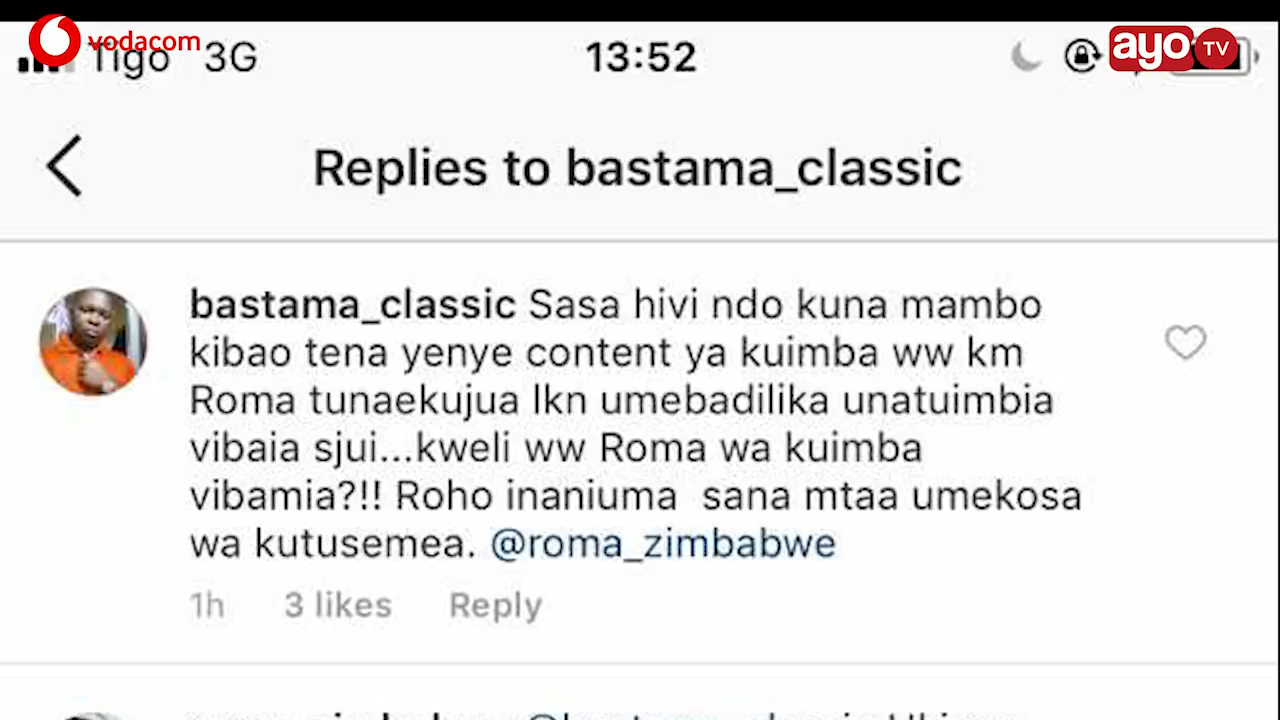 vodacom
ayo TV
Tigo 3G 13:52
Replies to bastama_classic
bastama_classic Sasa hivi ndo kuna mambo
kibao tena yenye content ya kuimba ww km
Roma tunaekujua lkn umebadilika unatuimbia
vibaia sjui...kweli ww Roma wa kuimba
vibamia?!! Roho inaniuma sana mtaa umekosa
wa kutusemea. @roma_zimbabwe
1h 3 likes Reply